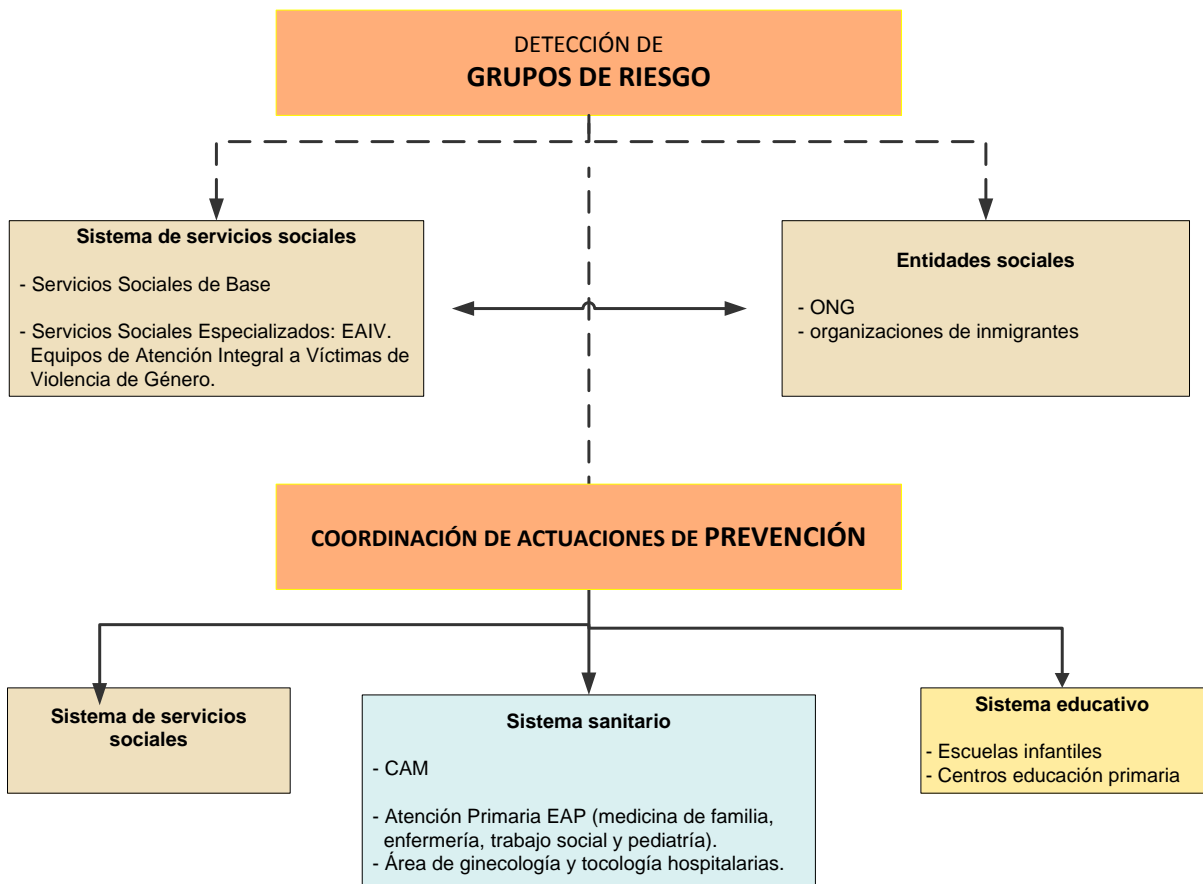 DETECCIÓN DE
GRUPOS DE RIESGO
Sistema de servicios sociales
- Servicios Sociales de Base
- Servicios Sociales Especializados: EAIV.
Equipos de Atención Integral a Víctimas de
Violencia de Género.
Entidades sociales
- ONG
- organizaciones de inmigrantes
COORDINACIÓN DE ACTUACIONES DE PREVENCIÓN
Sistema de servicios
sociales
Sistema sanitario
- CAM
- Atención Primaria EAP (medicina de familia,
enfermería, trabajo social y pediatría).
- Área de ginecología y tocología hospitalarias.
Sistema educativo
- Escuelas infantiles
- Centros educación primaria